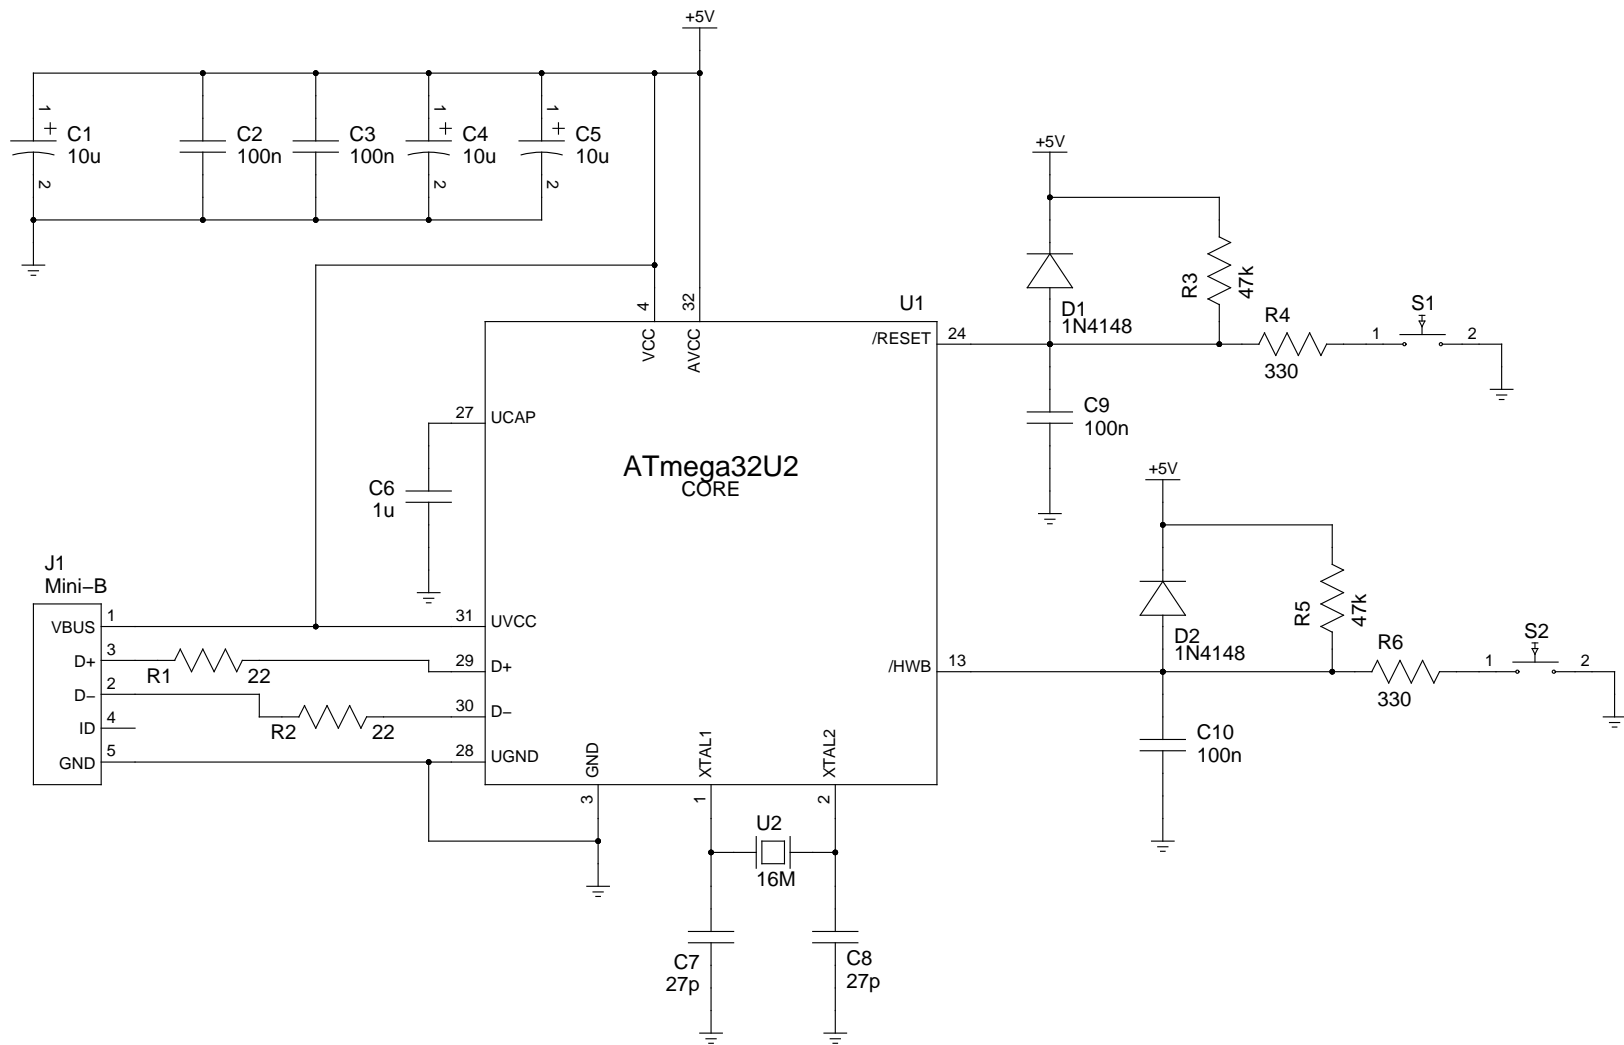 +5V
1
+
C1
10u
2
C2
100n
C3
100n
1
+
C4
10u
2
1
+
C5
10u
2
+5V
D1
1N4148
R3
47k
R4
330
1
S1
2
C9
100n
+5V
D2
1N4148
R5
47k
R6
330
1
S2
2
C10
100n
U1
4
VCC
32
AVCC
/RESET
24
27
UCAP
ATmega32U2
CORE
C6
1u
J1
Mini−B
VBUS
1
31
UVCC
D+
3
R1
22
29
D+
/HWB
13
D−
2
R2
22
30
D−
ID
4
GND
5
28
UGND
GND
3
XTAL1
1
XTAL2
2
U2
16M
C7
27p
C8
27p